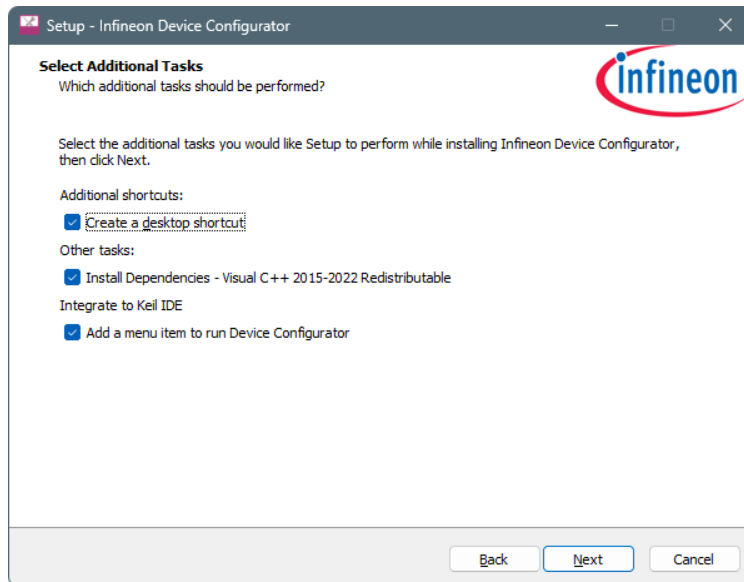 Setup - Infineon Device Configurator
Select Additional Tasks
Which additional tasks should be performed?
infineon
Select the additional tasks you would like Setup to perform while installing Infineon Device Configurator,
then click Next.
Additional shortcuts:
Create a desktop shortcut
Other tasks:
Install Dependencies - Visual C++ 2015-2022 Redistributable
Integrate to Keil IDE
Add a menu item to run Device Configurator
Back
Next
Cancel